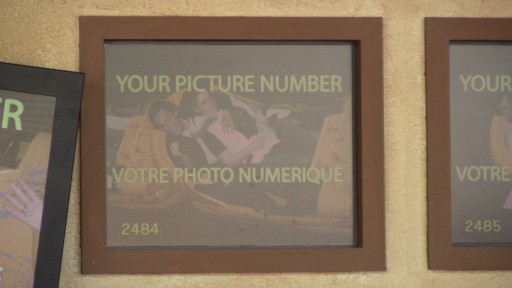 YOUR PICTURE NUMBER
VOTRE PHOTO NUMERIQUE
2484
YOUR
VOTRE
2485
R